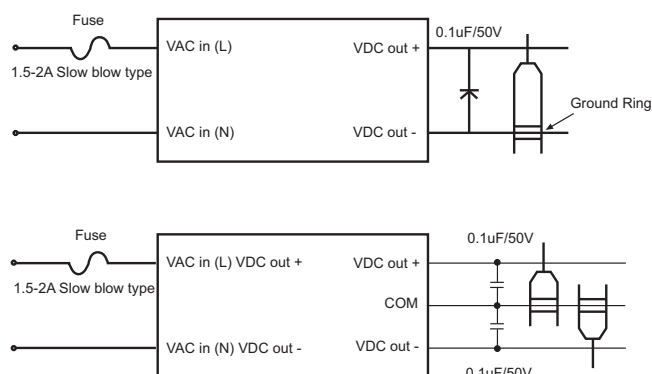 Fuse
0.1uF/50V
VAC in (L)
VDC out +
1.5-2A Slow blow type
Ground Ring
VAC in (N)
VDC out -
Fuse
0.1uF/50V
VAC in (L) VDC out +
VDC out +
1.5-2A Slow blow type
COM
VAC in (N) VDC out -
VDC out -
0.1uF/50V